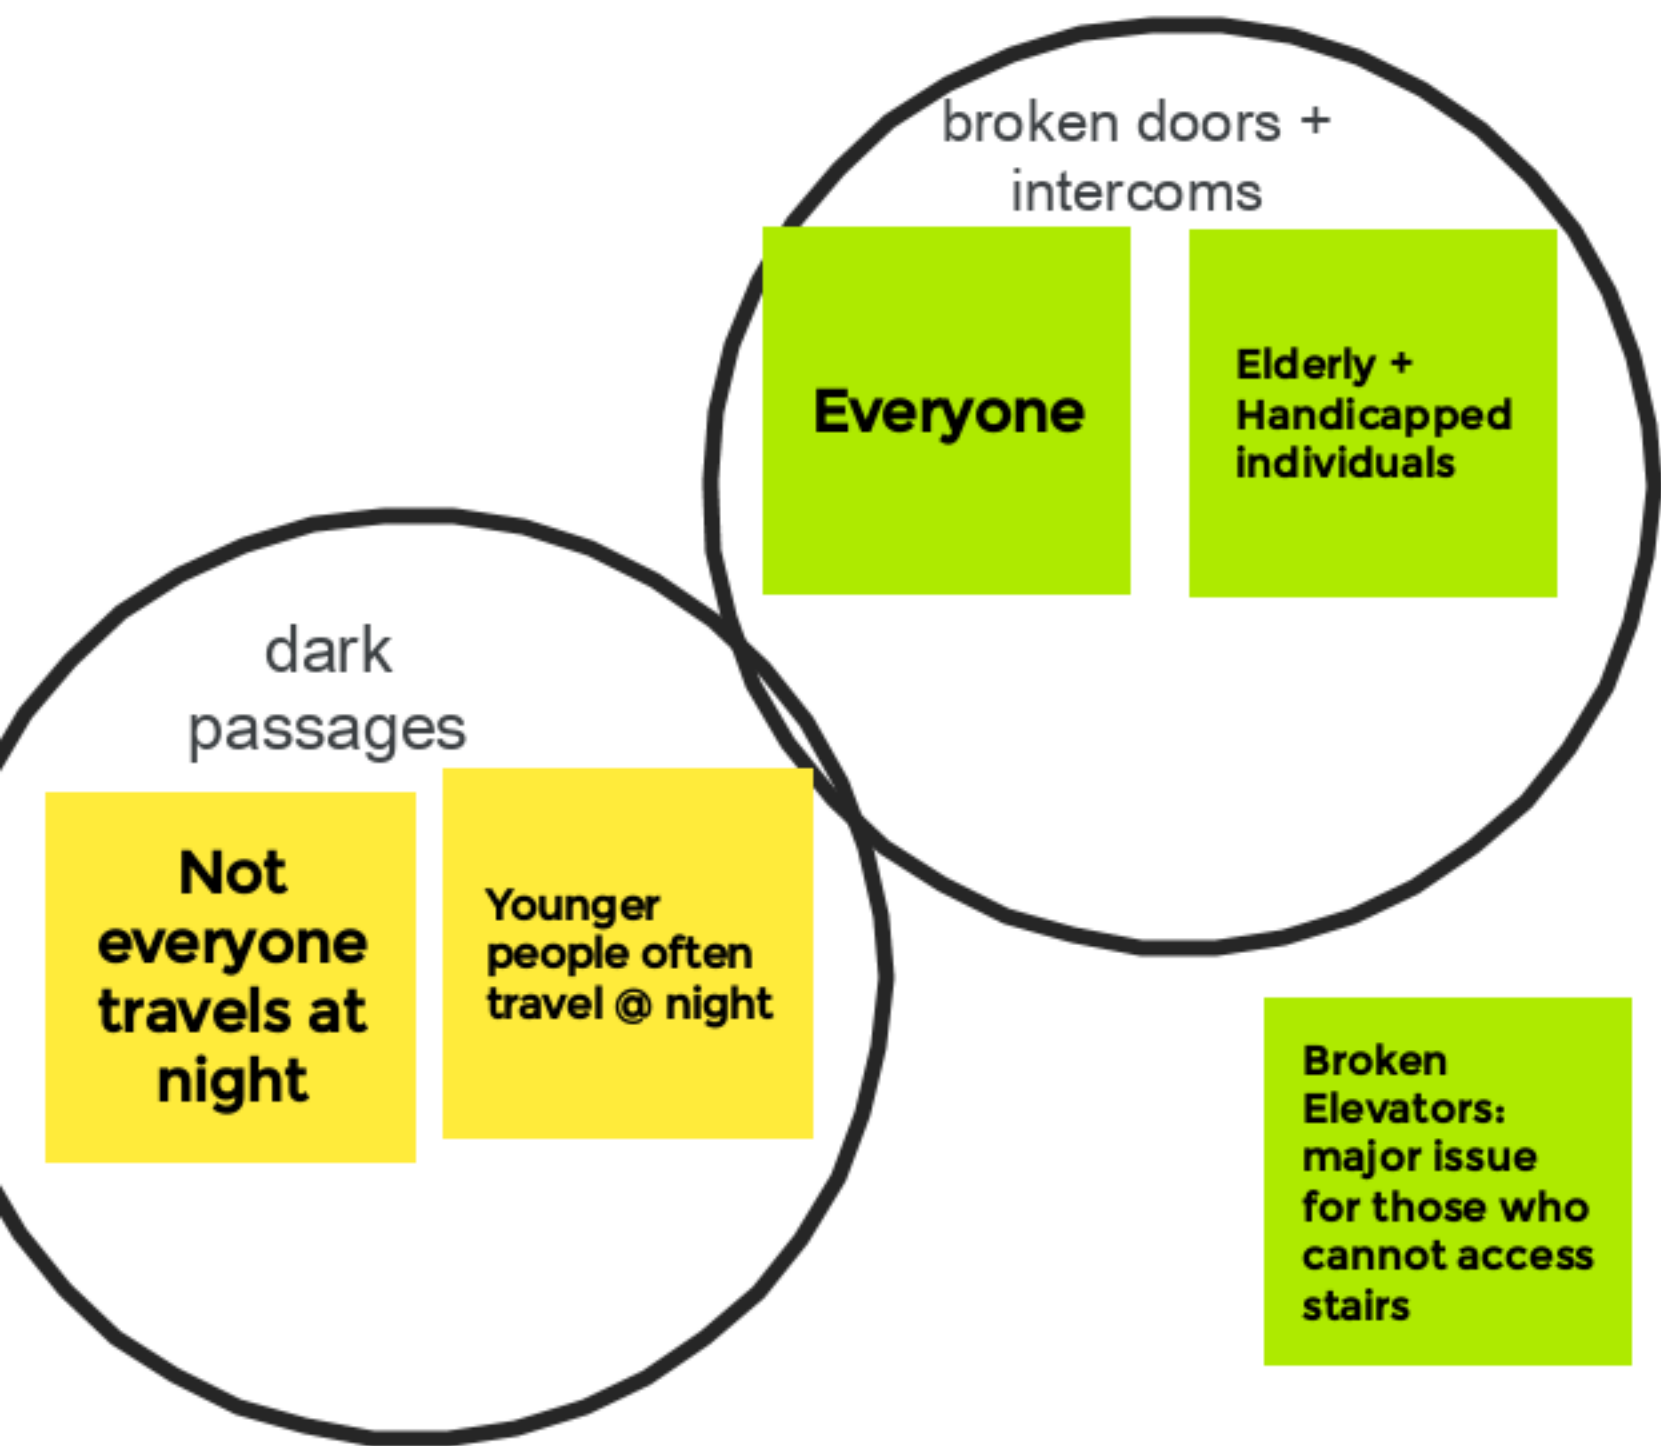 broken doors +
intercoms
Everyone
Elderly +
Handicapped
individuals
dark
passages
Not
everyone
travels at
night
Younger
people often
travel @ night
Broken
Elevators:
major issue
for those who
cannot access
stairs